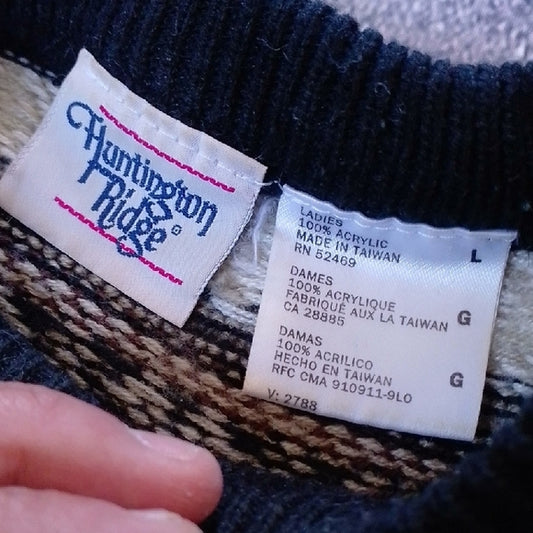 Huntington
Ridge
LADIES
100% ACRYLIC
MADE IN TAIWAN L
RN 52469
DAMES
100% ACRYLIQUE
FABRIQUÉ AUX LA TAIWAN G
CA 28885
DAMAS
100% ACRILICO
HECHO EN TAIWAN G
RFC CMA 910911-9L0
V: 2788